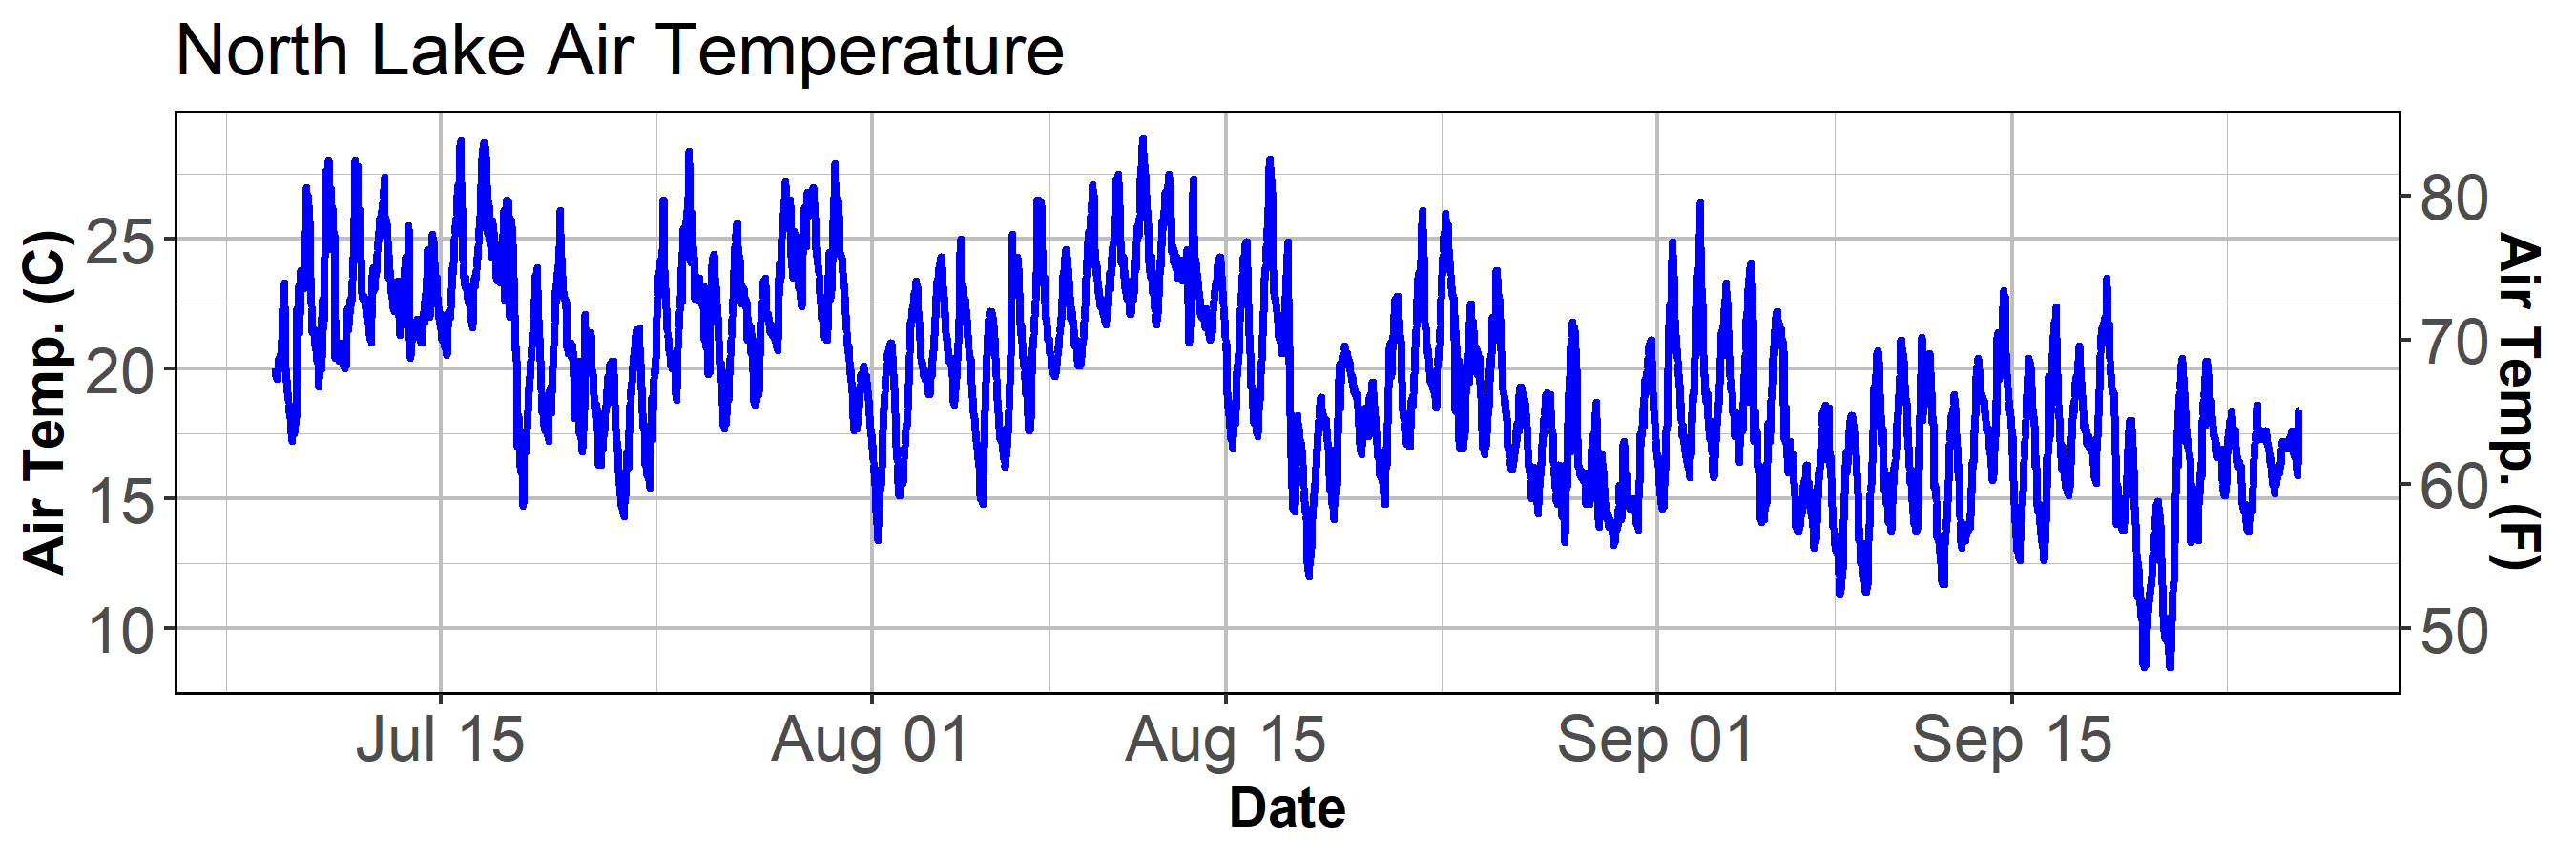 North Lake Air Temperature
Air Temp. (C)
25
20
15
10
80
70
60
50
Air Temp. (F)
Jul 15
Aug 01
Aug 15
Sep 01
Sep 15
Date